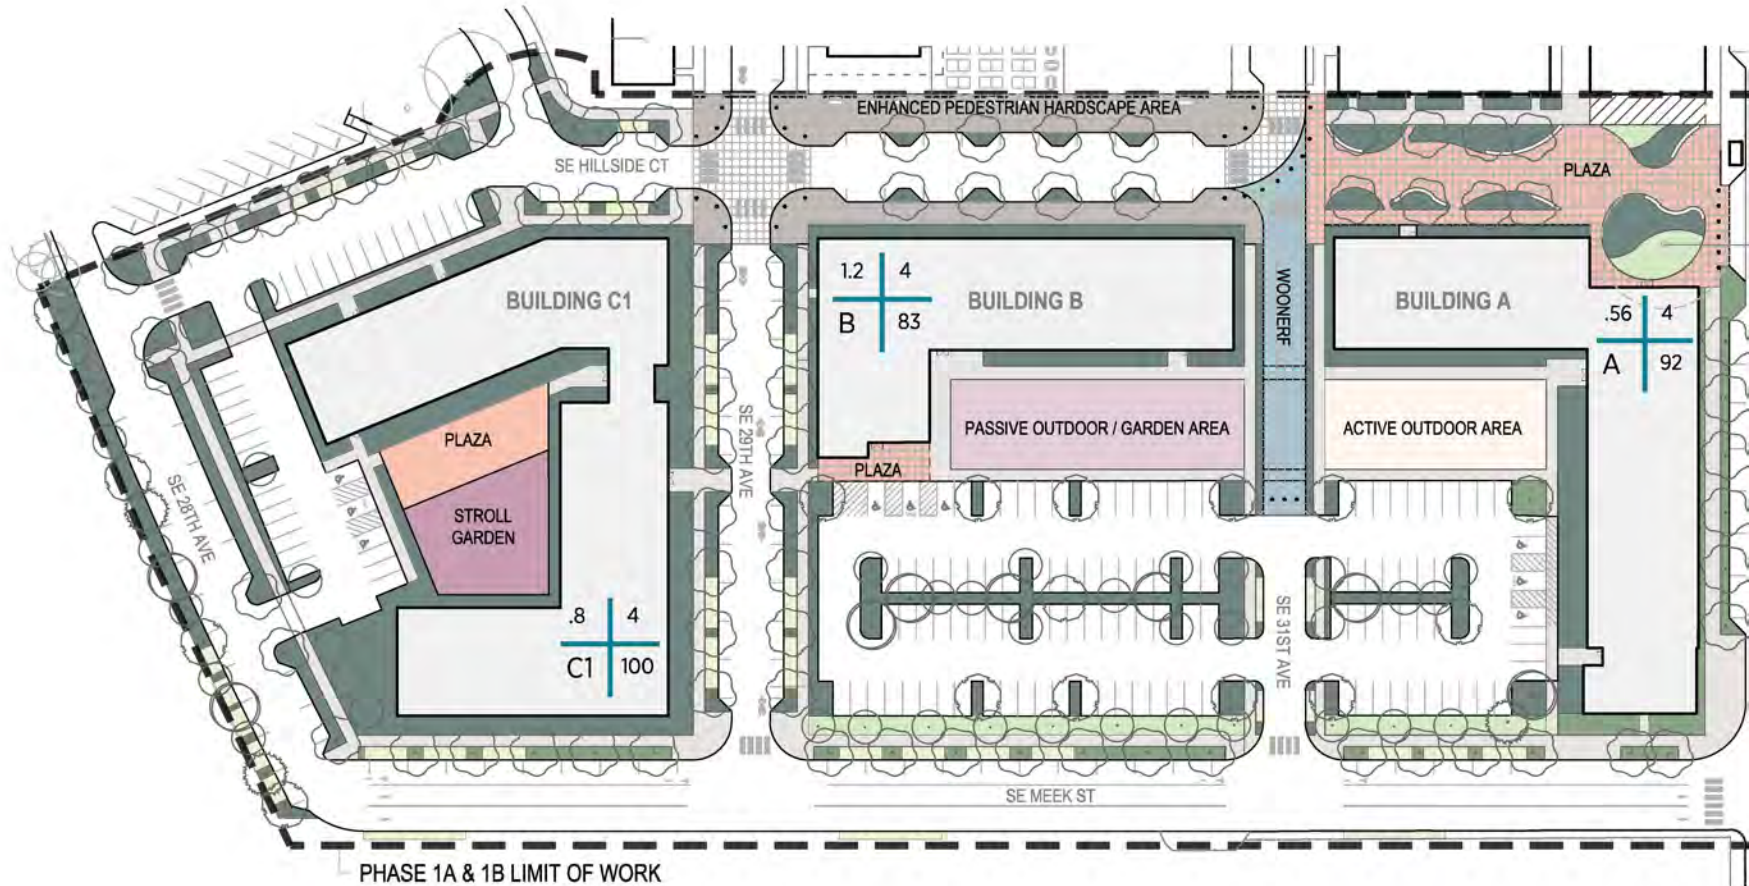 ENHANCED PEDESTRIAN HARDSCAPE AREA
SE HILLSIDE CT
PLAZA
BUILDING C1
1.2 4
B 83
BUILDING B
WOONERF
BUILDING A
.56 4
A 92
PLAZA
STROLL
GARDEN
SE 28TH AVE
SE 29TH AVE
PASSIVE OUTDOOR / GARDEN AREA
ACTIVE OUTDOOR AREA
PLAZA
.8 4
C1 100
SE 31ST AVE
SE MEEK ST
PHASE 1A & 1B LIMIT OF WORK